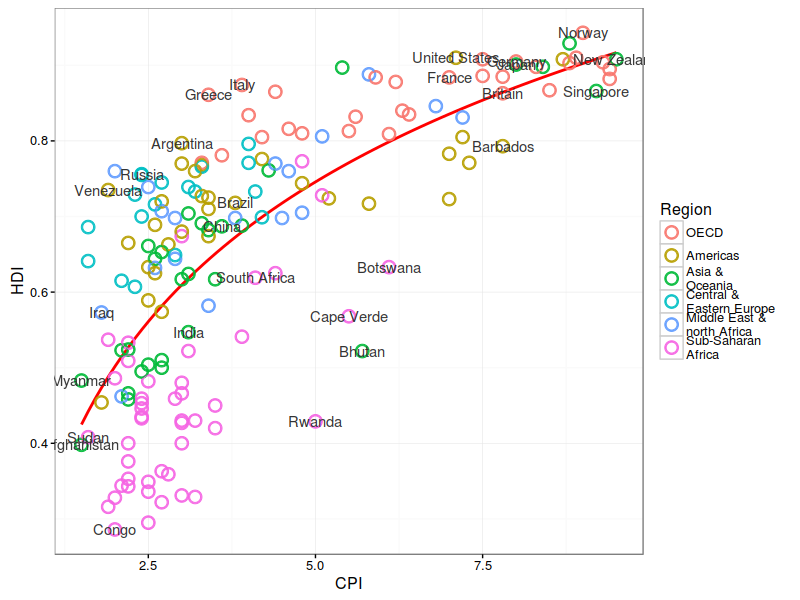 Norway
United States
Germany
Japan
New Zealan
Italy
France
Greece
Britain
Singapore
Argentina
Barbados
Russia
Venezuela
Brazil
China
South Africa
Botswana
Iraq
Cape Verde
India
Bhutan
Myanmar
Rwanda
Sudan
fghanistan
Congo
0.8
0.6
0.4
HDI
2.5 5.0 7.5
CPI
Region
OECD
Americas
Asia &
Oceania
Central &
Eastern Europe
Middle East &
north Africa
Sub-Saharan
Africa